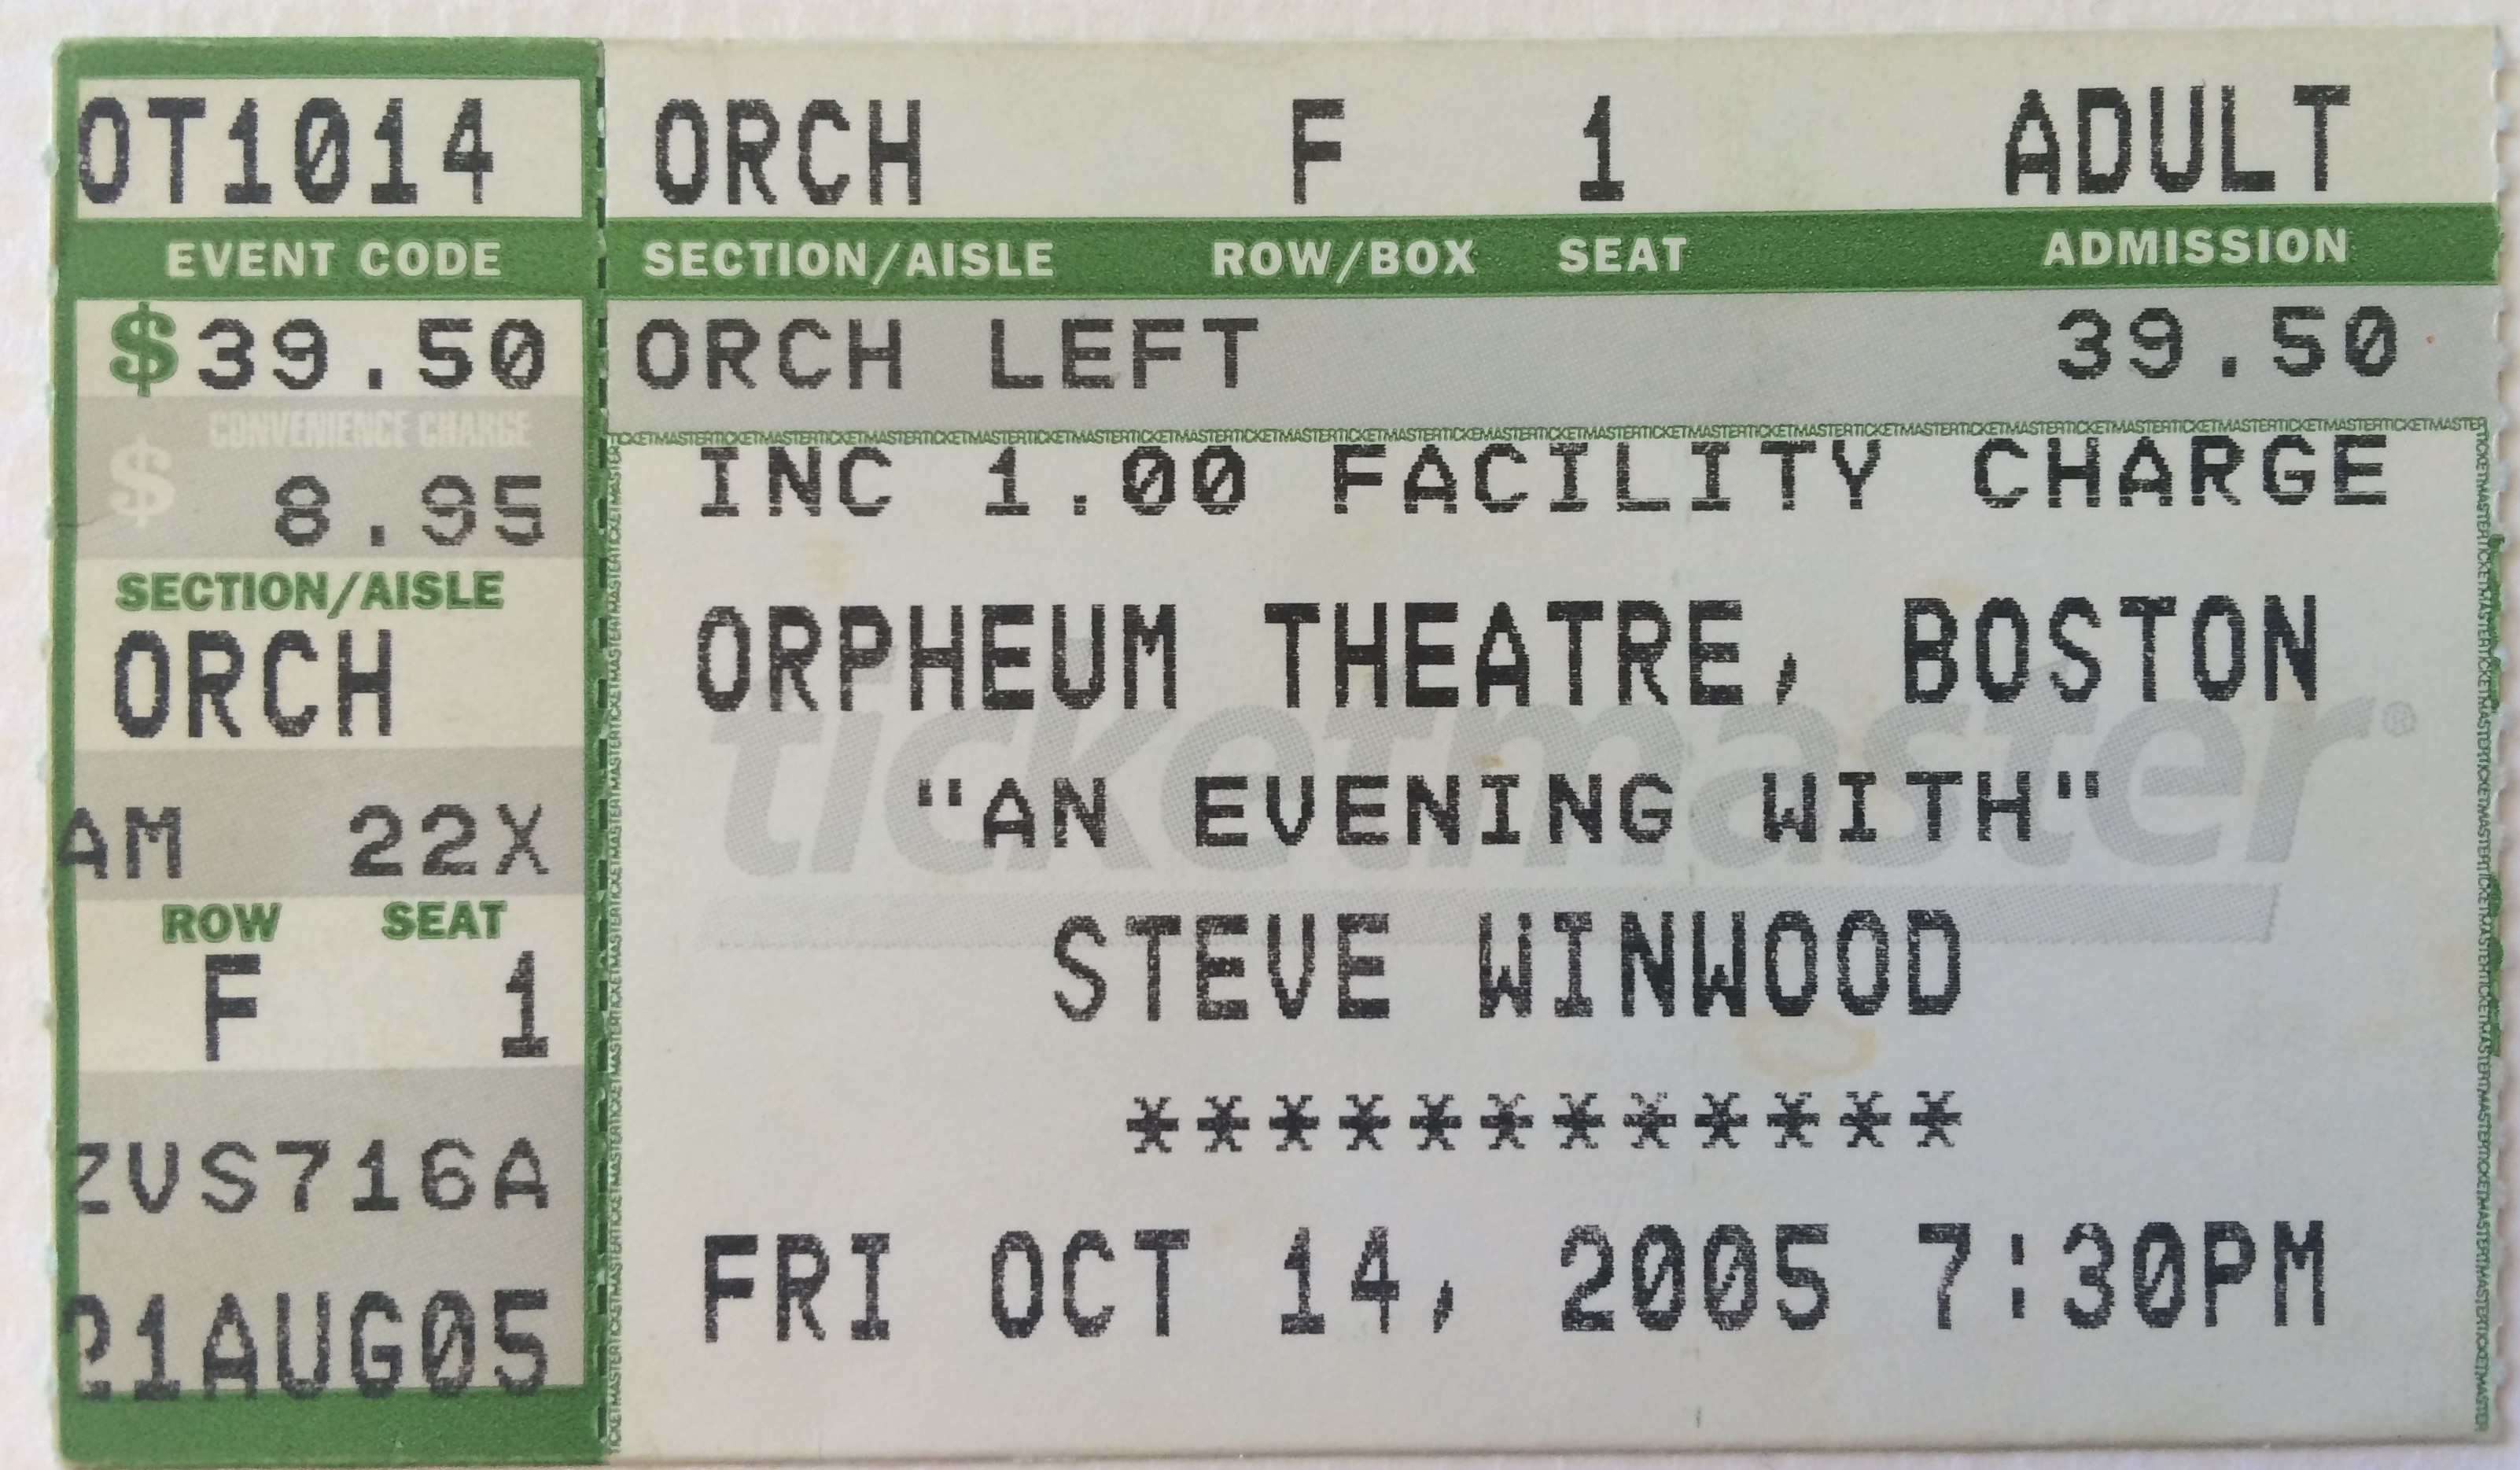 OT1014
EVENT CODE
$39.50
CONVENIENCE CHARGE
$ 8.95
SECTION/AISLE
ORCH
AM 22X
ROW SEAT
F 1
ZVS716A
21AUG05
ORCH F 1 ADULT
SECTION/AISLE ROW/BOX SEAT ADMISSION
ORCH LEFT 39.50
INC 1.00 FACILITY CHARGE
ORPHEUM THEATRE, BOSTON
ticketmaster®
"AN EVENING WITH"
STEVE WINWOOD
************
FRI OCT 14, 2005 7:30PM